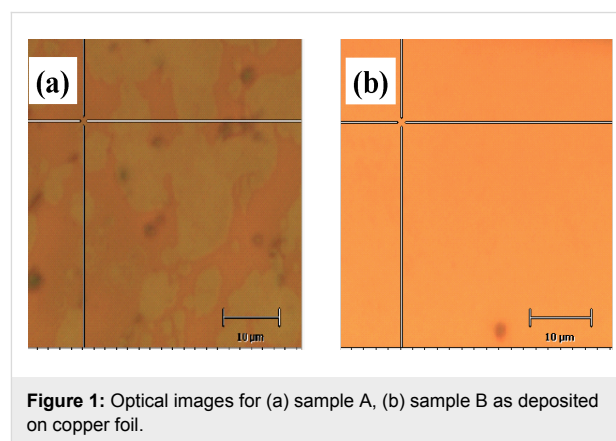 (a) (b)
10 µm 10 µm
Figure 1: Optical images for (a) sample A, (b) sample B as deposited
on copper foil.